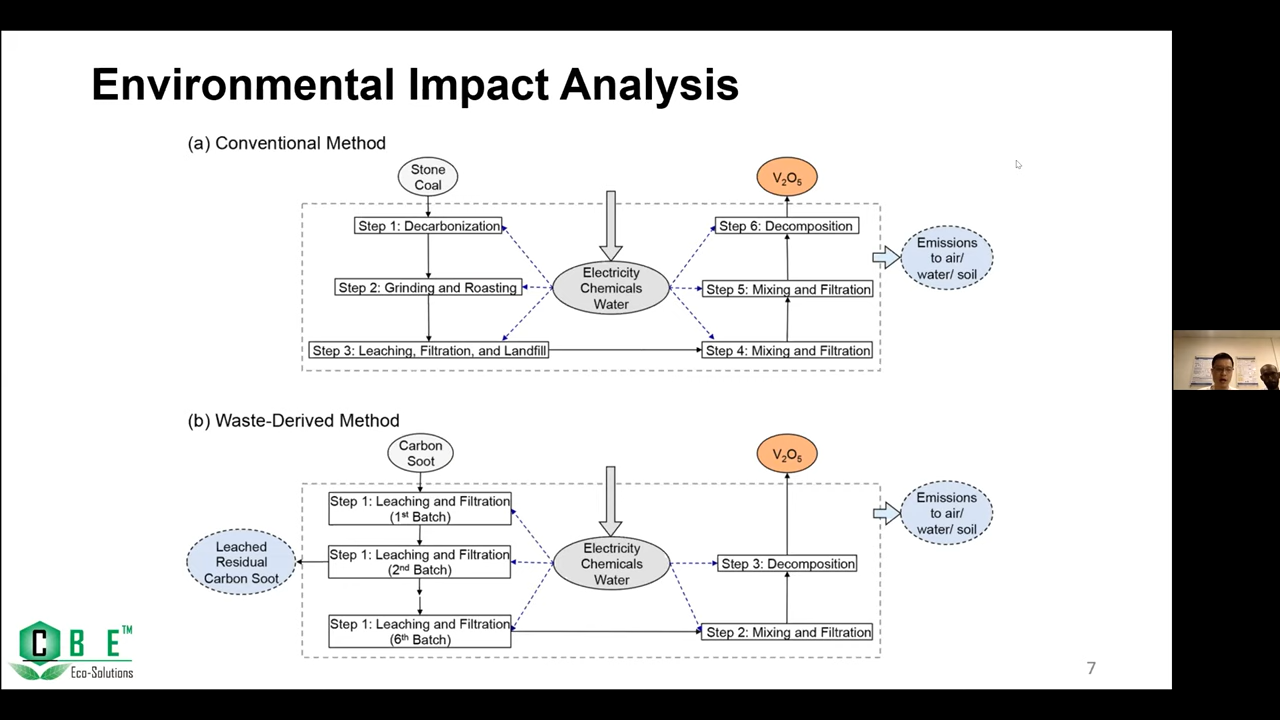 Environmental Impact Analysis
(a) Conventional Method
Stone
Coal
V2O5
Step 1: Decarbonization
Step 6: Decomposition
Emissions
to air/
water/ soil
Electricity
Chemicals
Water
Step 2: Grinding and Roasting
Step 5: Mixing and Filtration
Step 3: Leaching, Filtration, and Landfill
Step 4: Mixing and Filtration
(b) Waste-Derived Method
Carbon
Soot
V2O5
Step 1: Leaching and Filtration
(1st Batch)
Emissions
to air/
water/ soil
Leached
Residual
Carbon Soot
Step 1: Leaching and Filtration
(2nd Batch)
Electricity
Chemicals
Water
Step 3: Decomposition
Step 1: Leaching and Filtration
(6th Batch)
Step 2: Mixing and Filtration
CBE™
Eco-Solutions
7